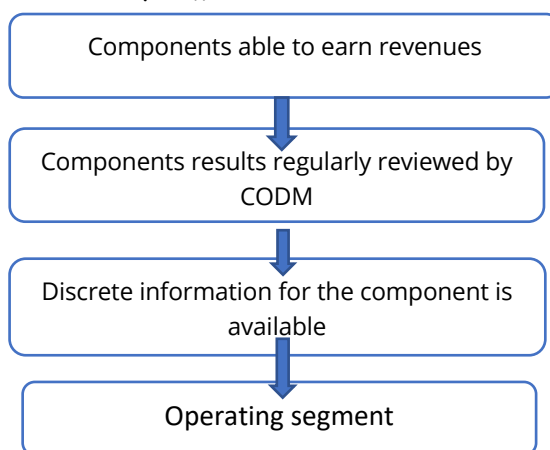 Components able to earn revenues
Components results regularly reviewed by
CODM
Discrete information for the component is
available
Operating segment